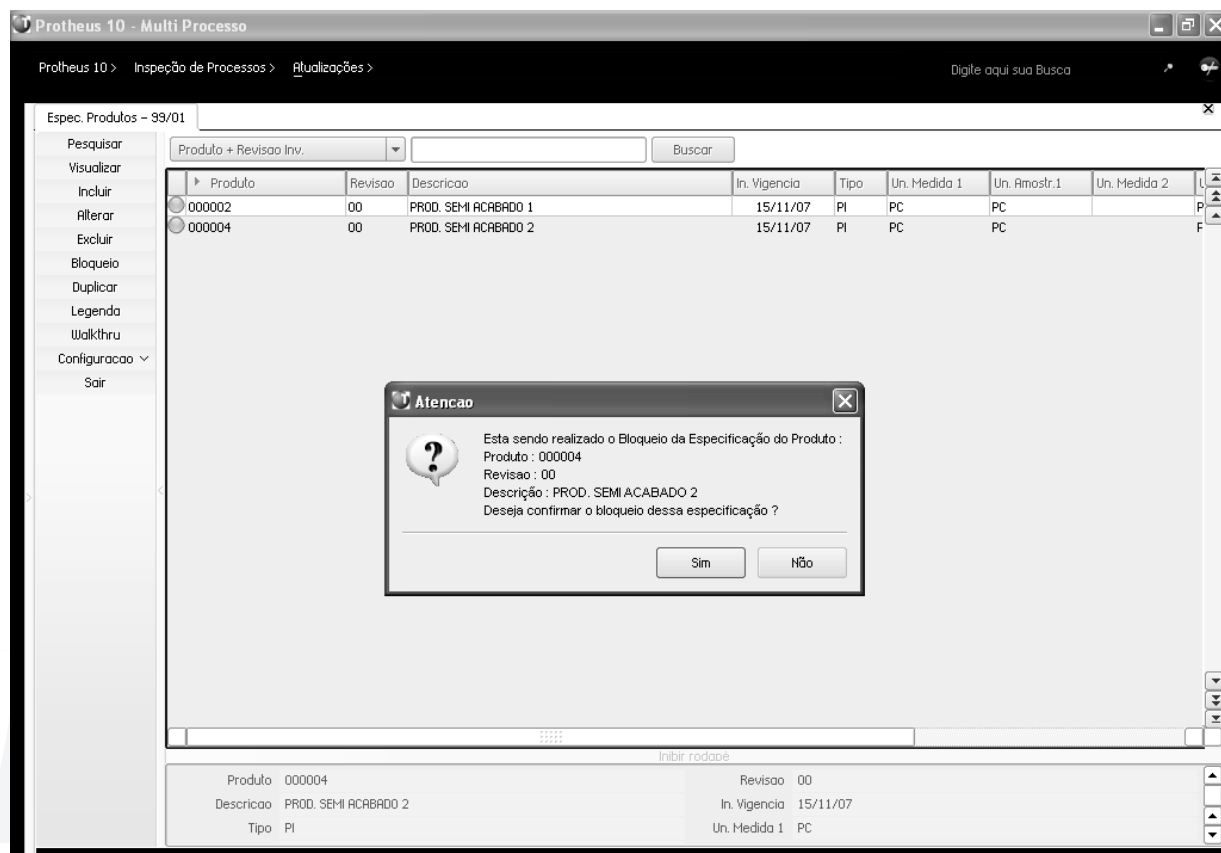 Protheus 10 - Multi Processo
Protheus 10 > Inspeção de Processos > Atualizações >
Digite aqui sua Busca
Espec. Produtos - 99/01
Pesquisar
Visualizar
Incluir
Alterar
Excluir
Bloqueio
Duplicar
Legenda
Walkthru
Configuracao
Sair
Produto + Revisao Inv.
Buscar
Produto Revisao Descricao In. Vigencia Tipo Un. Medida 1 Un. Amostr.1 Un. Medida 2
000002 00 PROD. SEMI ACABADO 1 15/11/07 PI PC PC
000004 00 PROD. SEMI ACABADO 2 15/11/07 PI PC PC
Atencao
Esta sendo realizado o Bloqueio da Especificação do Produto :
Produto : 000004
Revisao : 00
Descrição : PROD. SEMI ACABADO 2
Deseja confirmar o bloqueio dessa especificação ?
Sim Não
Inibir rodapé
Produto 000004 Revisao 00
Descricao PROD. SEMI ACABADO 2 In. Vigencia 15/11/07
Tipo PI Un. Medida 1 PC